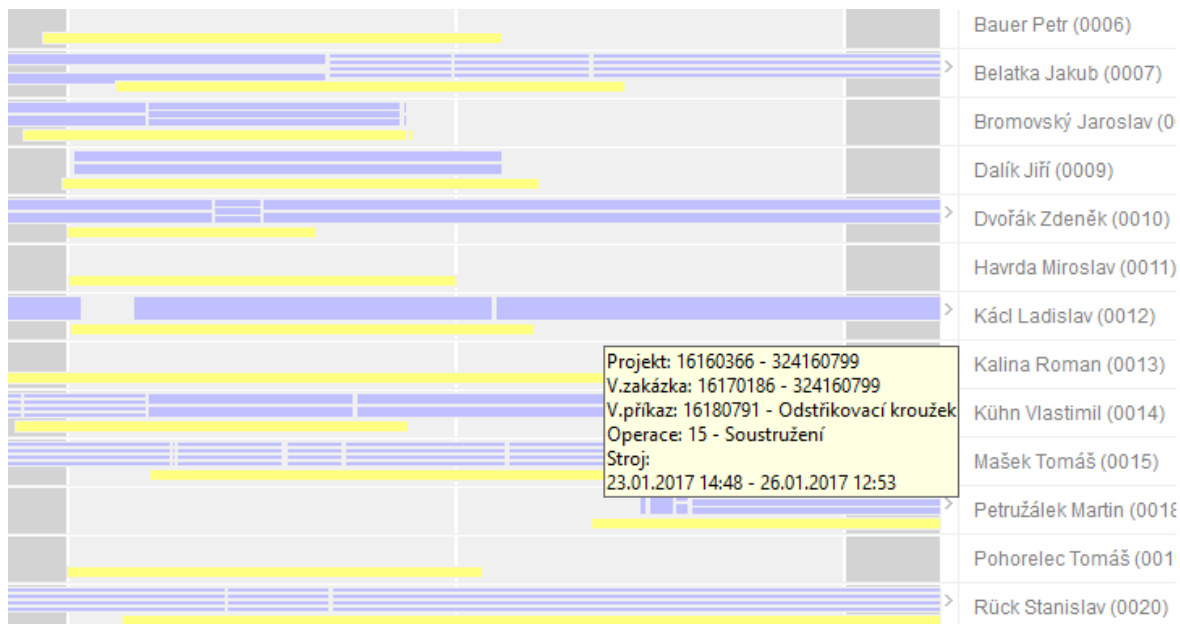 Bauer Petr (0006)
Belatka Jakub (0007)
Bromovský Jaroslav (0
Dalík Jiří (0009)
Dvořák Zdeněk (0010)
Havrda Miroslav (0011)
Kácl Ladislav (0012)
Projekt: 16160366 - 324160799
V.zakázka: 16170186 - 324160799
V.příkaz: 16180791 - Odstřikovací kroužek
Operace: 15 - Soustružení
Stroj:
23.01.2017 14:48 - 26.01.2017 12:53
Kalina Roman (0013)
Kühn Vlastimil (0014)
Mašek Tomáš (0015)
Petružálek Martin (0018
Pohorelec Tomáš (001
Rück Stanislav (0020)